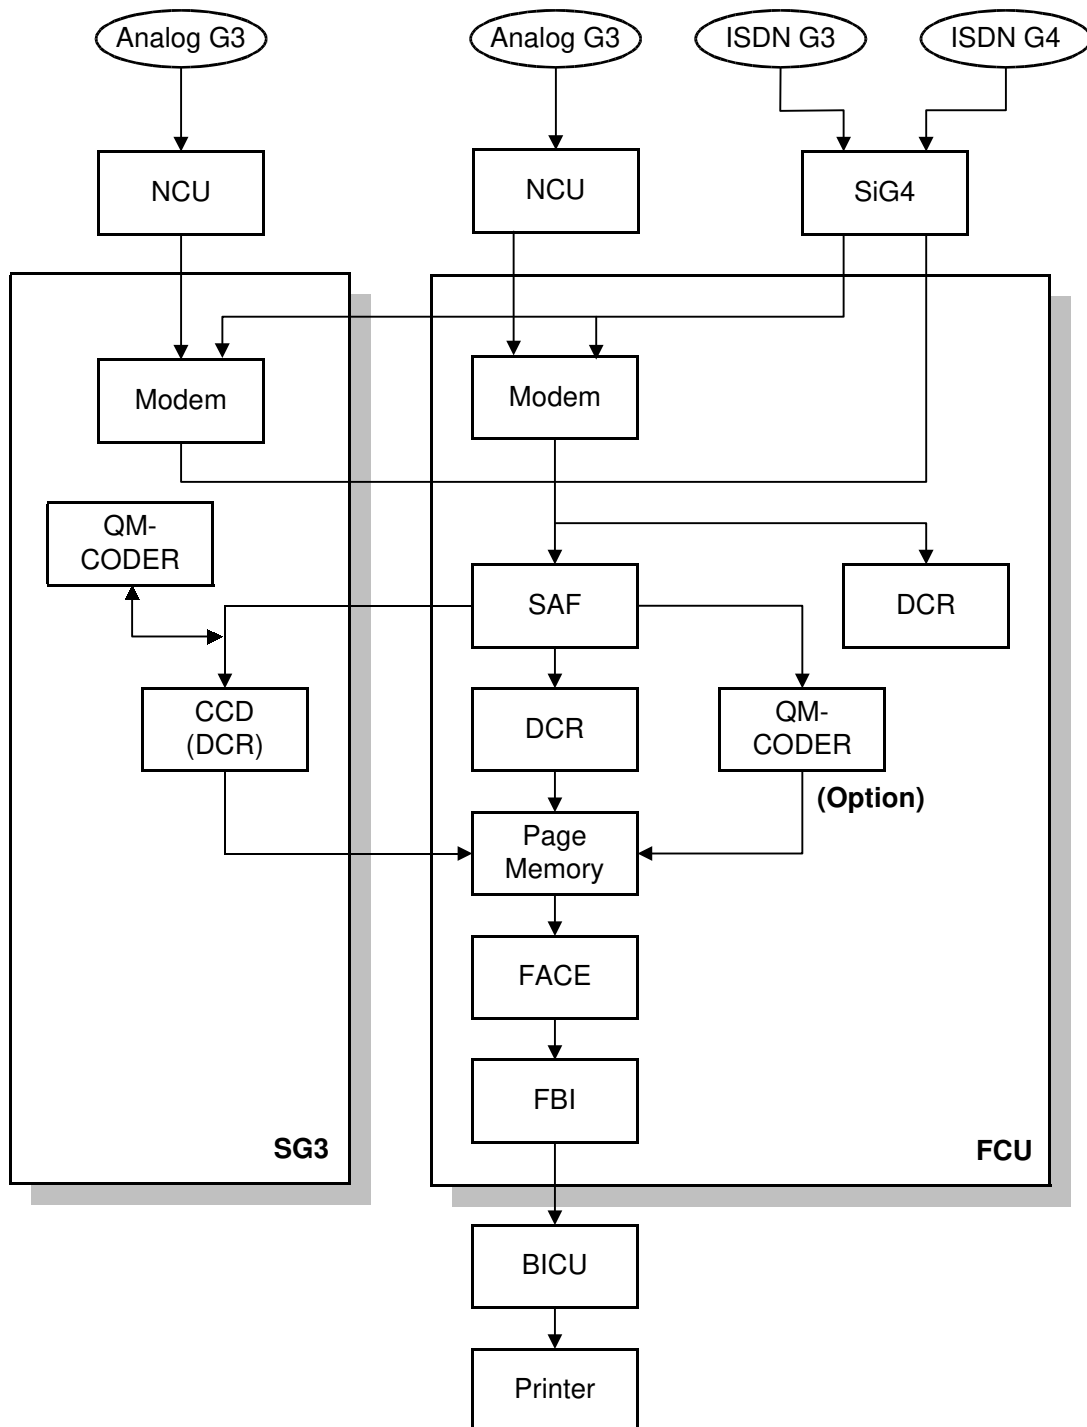 Analog G3
Analog G3
ISDN G3
ISDN G4
NCU
NCU
SiG4
Modem
Modem
QM-
CODER
SAF
DCR
CCD
(DCR)
DCR
QM-
CODER
(Option)
Page
Memory
FACE
FBI
SG3
FCU
BICU
Printer